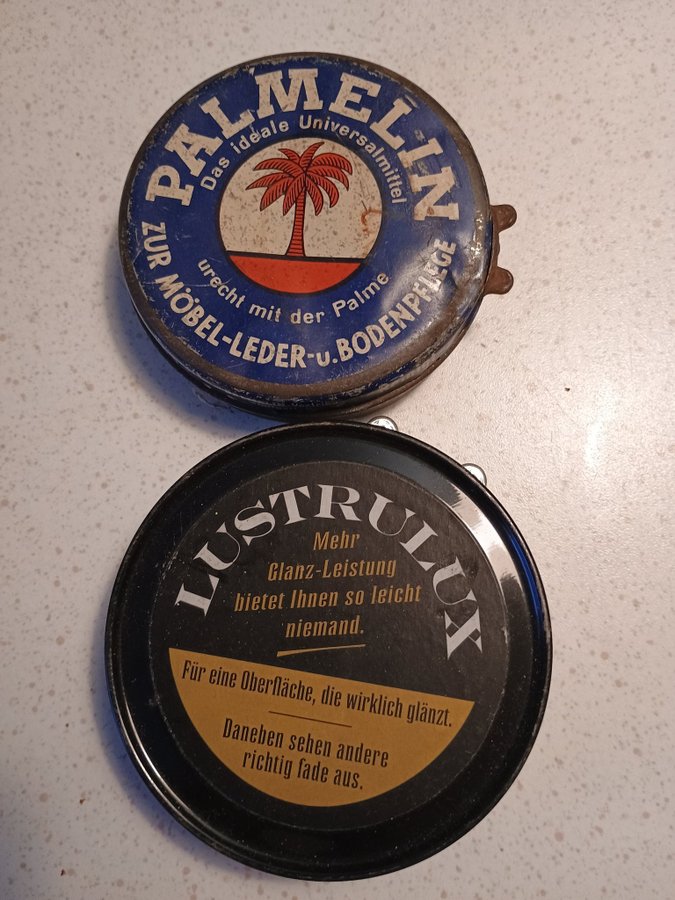 PALMELIN
Das ideale Universalmittel
urecht mit der Palme
ZUR MÖBEL-LEDER-u.BODENPFLEGE
LUSTRULUX
Mehr
Glanz-Leistung
bietet Ihnen so leicht
niemand.
Für eine Oberfläche, die wirklich glänzt.
Daneben sehen andere
richtig fade aus.